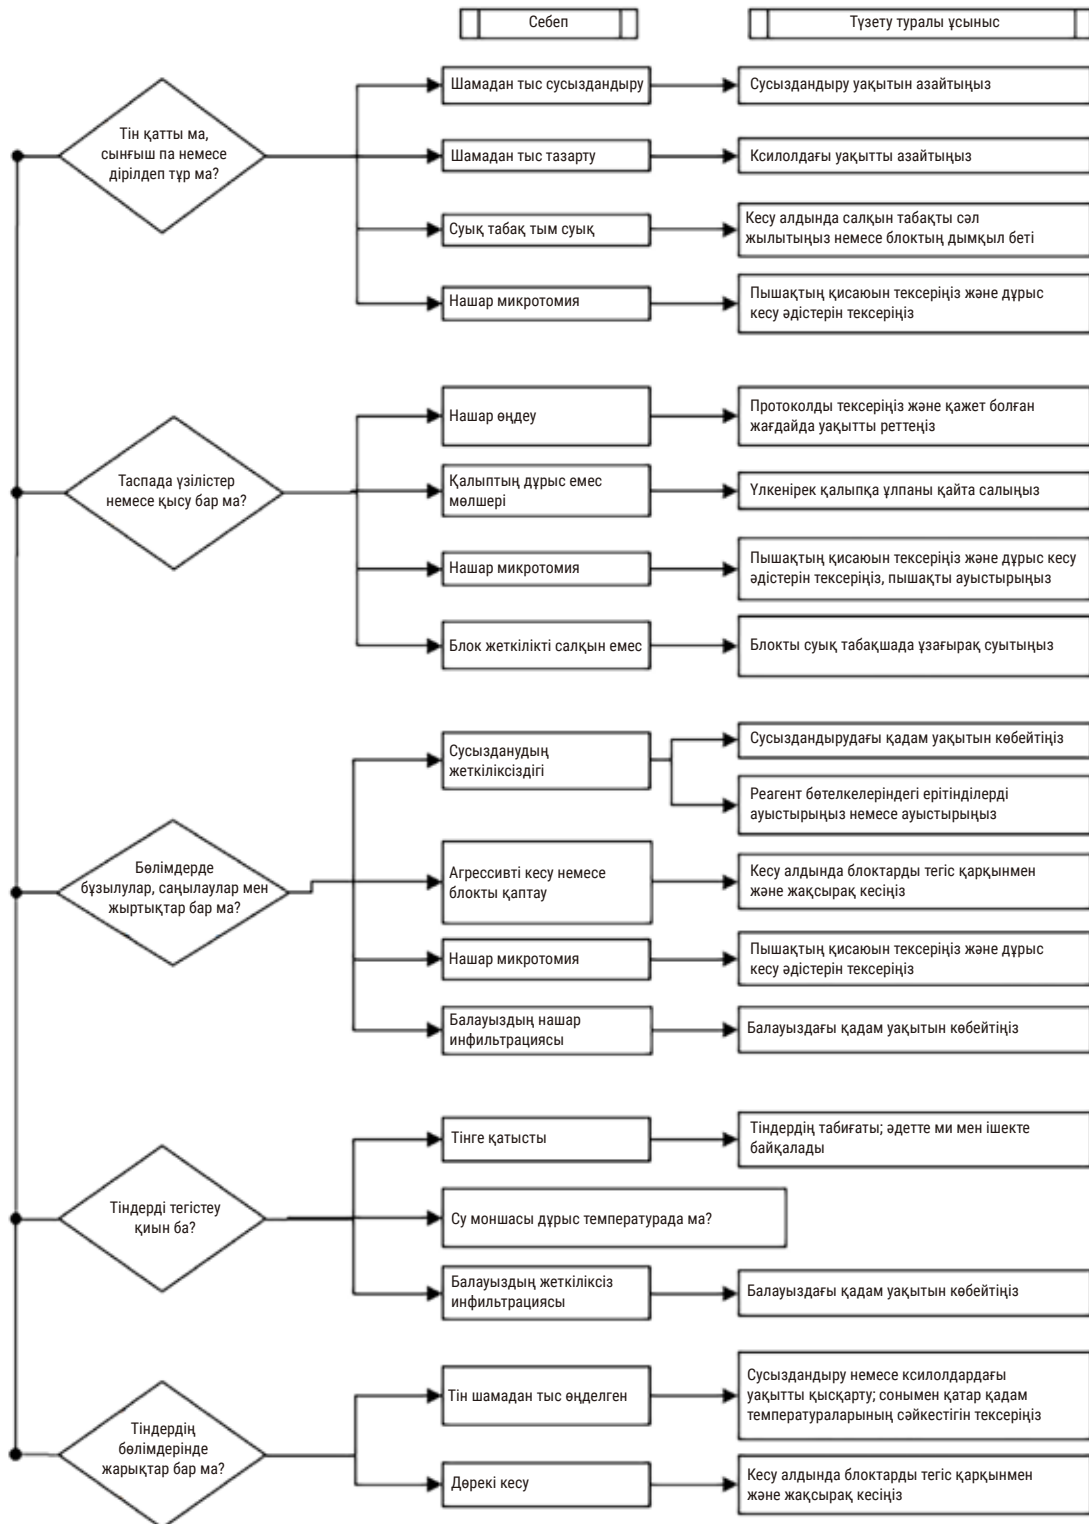 Себеп
Түзету туралы ұсыныс
Тін қатты ма,
сынғыш па немесе
дірілдеп тұр ма?
Шамадан тыс сусыздандыру
Сусыздандыру уақытын азайтыңыз
Шамадан тыс тазарту
Ксилолдағы уақытты азайтыңыз
Суық табақ тым суық
Кесу алдында салқын табақты сәл
жылытыңыз немесе блоктың дымқыл беті
Нашар микротомия
Пышақтың қисаюын тексеріңіз және дұрыс
кесу әдістерін тексеріңіз
Таспада үзілістер
немесе қысу бар ма?
Нашар өңдеу
Протоколды тексеріңіз және қажет болған
жағдайда уақытты реттеңіз
Қалыптың дұрыс емес
мөлшері
Үлкенірек қалыпқа ұлпаны қайта салыңыз
Нашар микротомия
Пышақтың қисаюын тексеріңіз және дұрыс кесу
әдістерін тексеріңіз, пышақты ауыстырыңыз
Блок жеткілікті салқын емес
Блокты суық табақшада ұзағырақ суытыңыз
Бөлімдерде
бұзылулар, саңылаулар мен
жыртықтар бар ма?
Сусызданудың
жеткіліксіздігі
Сусыздандырудағы қадам уақытын көбейтіңіз
Реагент бөтелкелеріндегі ерітінділерді
ауыстырыңыз немесе ауыстырыңыз
Агрессивті кесу немесе
блокты қаптау
Кесу алдында блоктарды тегіс қарқынмен
және жақсырақ кесіңіз
Нашар микротомия
Пышақтың қисаюын тексеріңіз және дұрыс
кесу әдістерін тексеріңіз
Балауыздың нашар
инфильтрациясы
Балауыздағы қадам уақытын көбейтіңіз
Тіндерді тегістеу
қиын ба?
Тінге қатысты
Тіндердің табиғаты; әдетте ми мен ішекте
байқалады
Су моншасы дұрыс температурада ма?
Балауыздың жеткіліксіз
инфильтрациясы
Балауыздағы қадам уақытын көбейтіңіз
Тіндердің
бөлімдерінде
жарықтар бар ма?
Тін шамадан тыс өңделген
Сусыздандыру немесе ксилолдардағы
уақытты қысқарту; сонымен қатар қадам
температураларының сәйкестігін тексеріңіз
Дөрекі кесу
Кесу алдында блоктарды тегіс қарқынмен
және жақсырақ кесіңіз